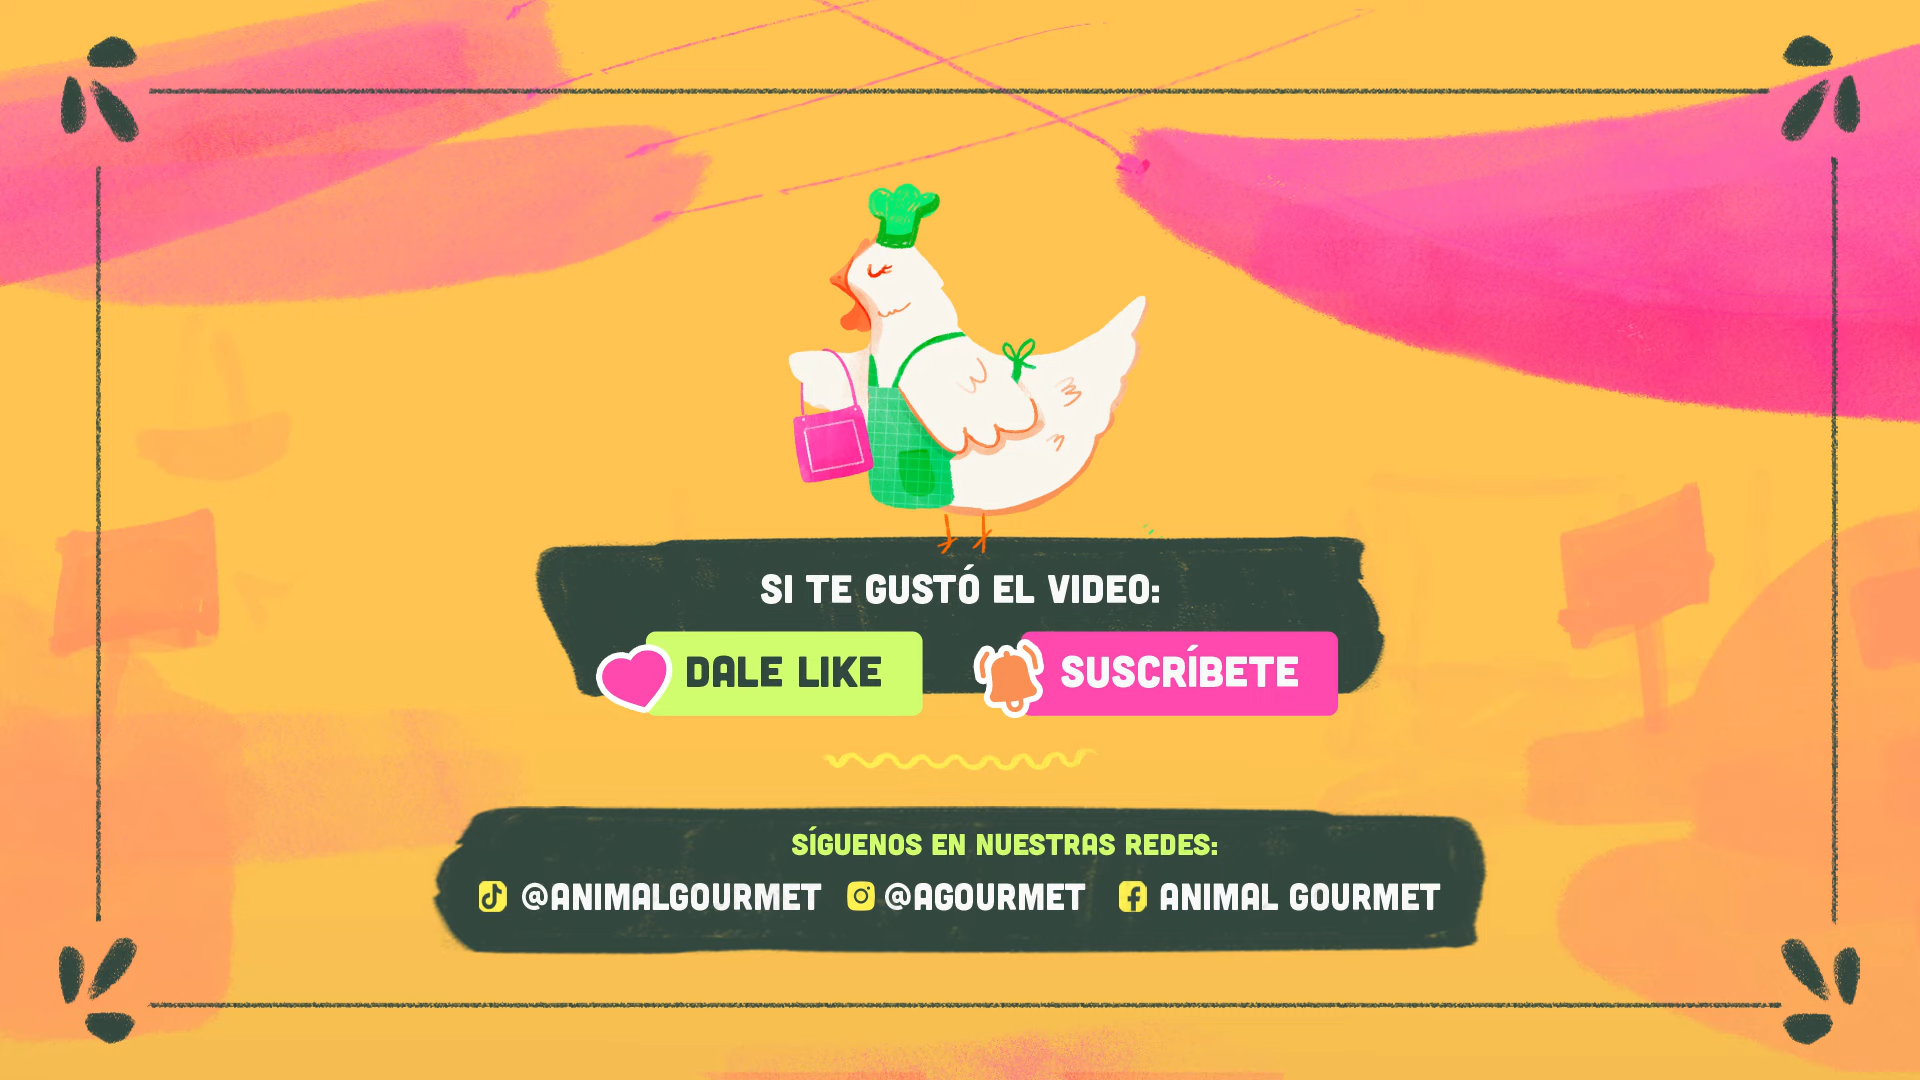 SI TE GUSTÓ EL VIDEO:
DALE LIKE
SUSCRÍBETE
SÍGUENOS EN NUESTRAS REDES:
@ANIMALGOURMET @AGOURMET ANIMAL GOURMET